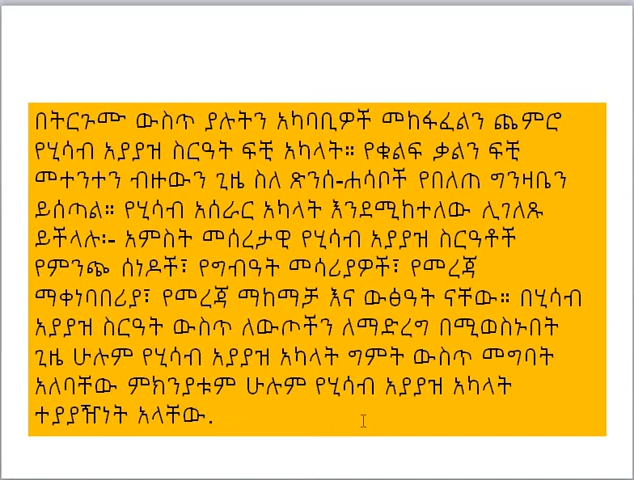 በትርጉሙ ውስጥ ያሉትን አካባቢዎች መከፋፈልን ጨምሮ
የሂሳብ አያያዝ ስርዓት ፍቺ አካላት። የቁልፍ ቃልን ፍቺ
መተንተን ብዙውን ጊዜ ስለ ጽንሰ-ሐሳቦች የበለጠ ግንዛቤን
ይሰጣል። የሂሳብ አሰራር አካላት እንደሚከተለው ሊገለጹ
ይችላሉ፡- አምስት መሰረታዊ የሂሳብ አያያዝ ስርዓቶች
የምንጭ ሰነዶች፣ የግብዓት መሳሪያዎች፣ የመረጃ
ማቀነባበሪያ፣ የመረጃ ማከማቻ እና ውፅዓት ናቸው። በሂሳብ
አያያዝ ስርዓት ውስጥ ለውጦችን ለማድረግ በሚወስኑበት
ጊዜ ሁሉም የሂሳብ አያያዝ አካላት ግምት ውስጥ መግባት
አለባቸው ምክንያቱም ሁሉም የሂሳብ አያያዝ አካላት
ተያያዥነት አላቸው.